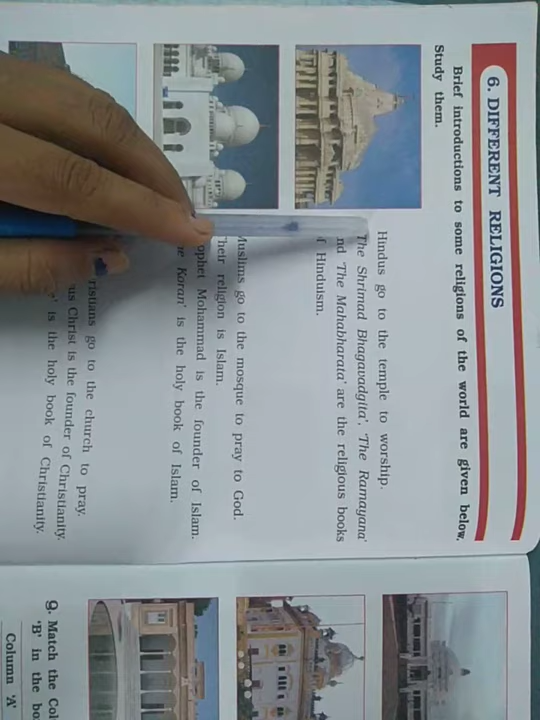 6. DIFFERENT RELIGIONS
Brief introductions to some religions of the world are given below.
Study them.
Hindus go to the temple to worship.
'The Shrimad Bhagavadgita', 'The Ramayana'
nd 'The Mahabharata' are the religious books
f Hinduism.
Muslims go to the mosque to pray to God.
heir religion is Islam.
ophet Mohammad is the founder of Islam.
e Koran' is the holy book of Islam.
ristians go to the church to pray.
us Christ is the founder of Christianity.
' is the holy book of Christianity.
Q. Match the Col
'B' in the bo
Column 'A'